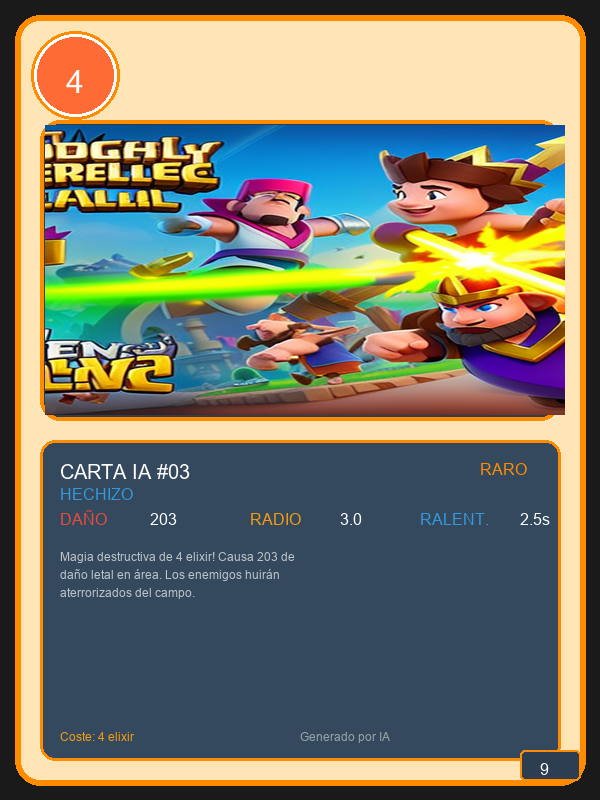 4
CARTA IA #03
RARO
HECHIZO
DAÑO 203 RADIO 3.0 RALENT. 2.5s
Magia destructiva de 4 elixir! Causa 203 de
daño letal en área. Los enemigos huirán
aterrorizados del campo.
Coste: 4 elixir
Generado por IA
9